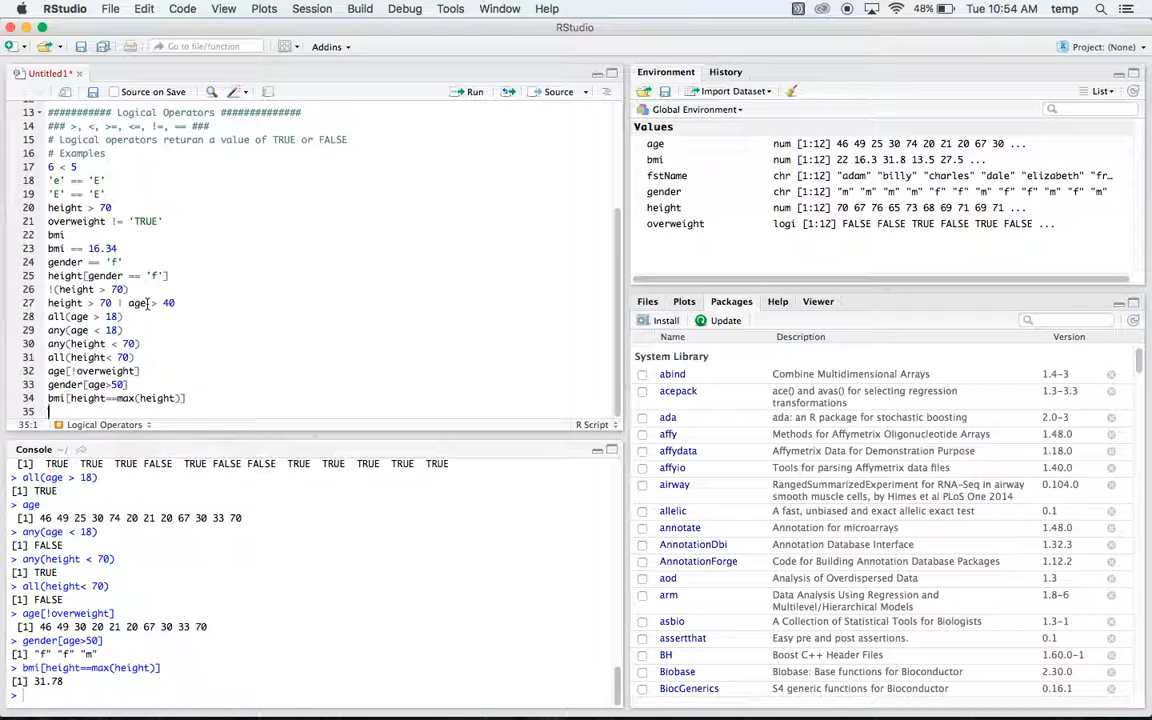 RStudio File Edit Code View Plots Session Build Debug Tools Window Help 48% Tue 10:54 AM temp
RStudio
Go to file/function Addins Project: (None)
Untitled1*
Source on Save Run Source
13 ########### Logical Operators ##############
14 ### >, <, >=, <=, !=, == ###
15 # Logical operators returan a value of TRUE or FALSE
16 # Examples
17 6 < 5
18 'e' == 'E'
19 'E' == 'E'
20 height > 70
21 overweight != 'TRUE'
22 bmi
23 bmi == 16.34
24 gender == 'f'
25 height[gender == 'f']
26 !(height > 70)
27 height > 70 | age > 40
28 all(age > 18)
29 any(age < 18)
30 any(height < 70)
31 all(height< 70)
32 age[!overweight]
33 gender[age>50]
34 bmi[height==max(height)]
35
35:1 Logical Operators R Script
Console ~/
[1] TRUE TRUE TRUE FALSE TRUE FALSE FALSE TRUE TRUE TRUE TRUE TRUE
> all(age > 18)
[1] TRUE
> age
[1] 46 49 25 30 74 20 21 20 67 30 33 70
> any(age < 18)
[1] FALSE
> any(height < 70)
[1] TRUE
> all(height< 70)
[1] FALSE
> age[!overweight]
[1] 46 49 30 20 21 20 67 30 33 70
> gender[age>50]
[1] "f" "f" "m"
> bmi[height==max(height)]
[1] 31.78
>
Environment History
Import Dataset List
Global Environment
Values
age num [1:12] 46 49 25 30 74 20 21 20 67 30 ...
bmi num [1:12] 22 16.3 31.8 13.5 27.5 ...
fstName chr [1:12] "adam" "billy" "charles" "dale" "elizabeth" "fr...
gender chr [1:12] "m" "m" "m" "m" "f" "f" "m" "f" "f" "m" "f" "m"
height num [1:12] 70 67 76 65 73 68 69 71 69 71 ...
overweight logi [1:12] FALSE FALSE TRUE FALSE TRUE FALSE ...
Files Plots Packages Help Viewer
Install Update
Name Description Version
System Library
abind Combine Multidimensional Arrays 1.4-3
acepack ace() and avas() for selecting regression transformations 1.3-3.3
ada ada: an R package for stochastic boosting 2.0-3
affy Methods for Affymetrix Oligonucleotide Arrays 1.48.0
affydata Affymetrix Data for Demonstration Purpose 1.18.0
affyio Tools for parsing Affymetrix data files 1.40.0
airway RangedSummarizedExperiment for RNA-Seq in airway smooth muscle cells, by Himes et al PLoS One 2014 0.104.0
allelic A fast, unbiased and exact allelic exact test 0.1
annotate Annotation for microarrays 1.48.0
AnnotationDbi Annotation Database Interface 1.32.3
AnnotationForge Code for Building Annotation Database Packages 1.12.2
aod Analysis of Overdispersed Data 1.3
arm Data Analysis Using Regression and Multilevel/Hierarchical Models 1.8-6
asbio A Collection of Statistical Tools for Biologists 1.3-1
assertthat Easy pre and post assertions. 0.1
BH Boost C++ Header Files 1.60.0-1
Biobase Biobase: Base functions for Bioconductor 2.30.0
BiocGenerics S4 generic functions for Bioconductor 0.16.1